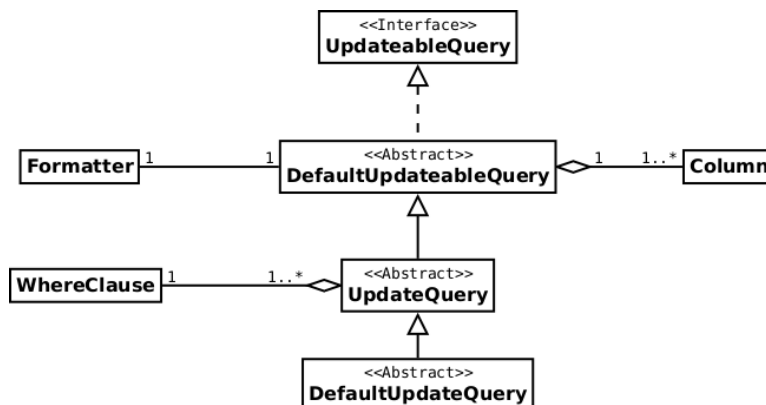 <<Interface>>
UpdateableQuery
Formatter
1
1
<<Abstract>>
DefaultUpdateableQuery
1
1..*
Column
WhereClause
1
1..*
<<Abstract>>
UpdateQuery
<<Abstract>>
DefaultUpdateQuery